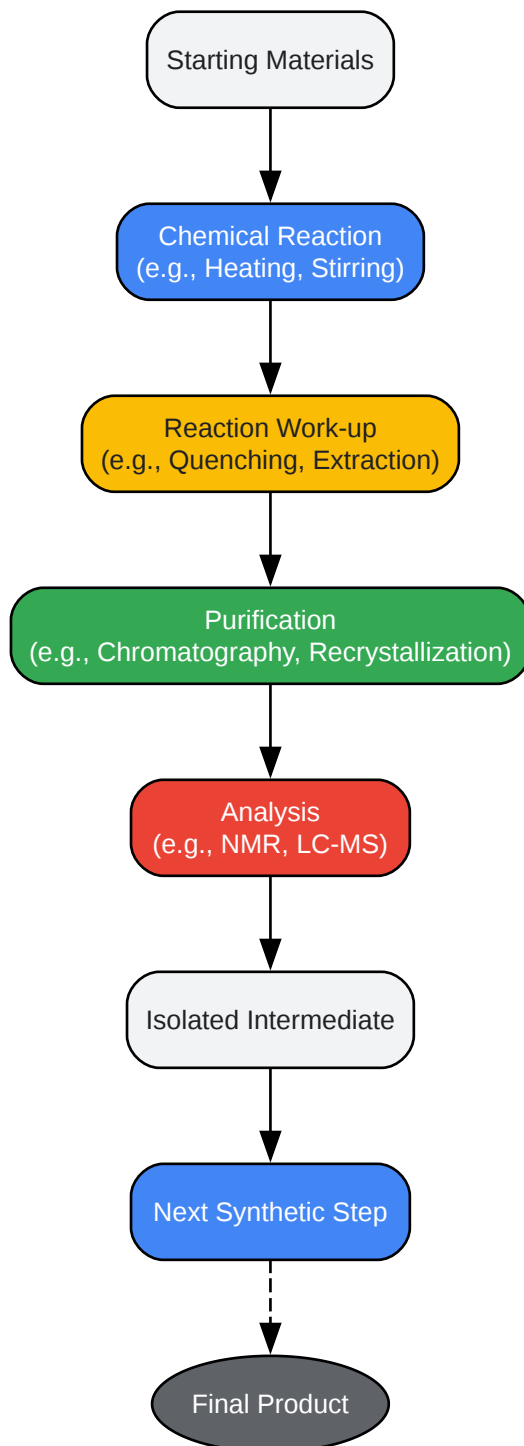 Starting Materials
Chemical Reaction
(e.g., Heating, Stirring)
Reaction Work-up
(e.g., Quenching, Extraction)
Purification
(e.g., Chromatography, Recrystallization)
Analysis
(e.g., NMR, LC-MS)
Isolated Intermediate
Next Synthetic Step
Final Product